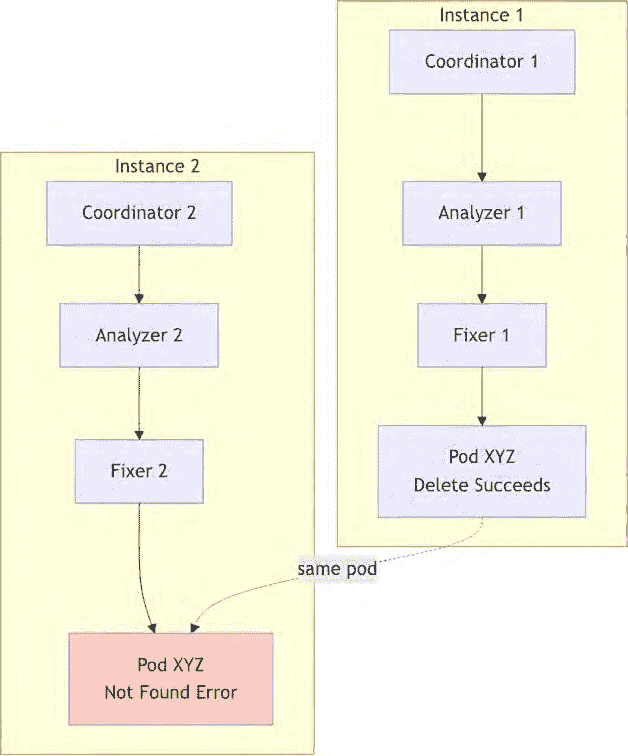 Instance 1
Coordinator 1
Analyzer 1
Fixer 1
Pod XYZ
Delete Succeeds
same pod
Instance 2
Coordinator 2
Analyzer 2
Fixer 2
Pod XYZ
Not Found Error